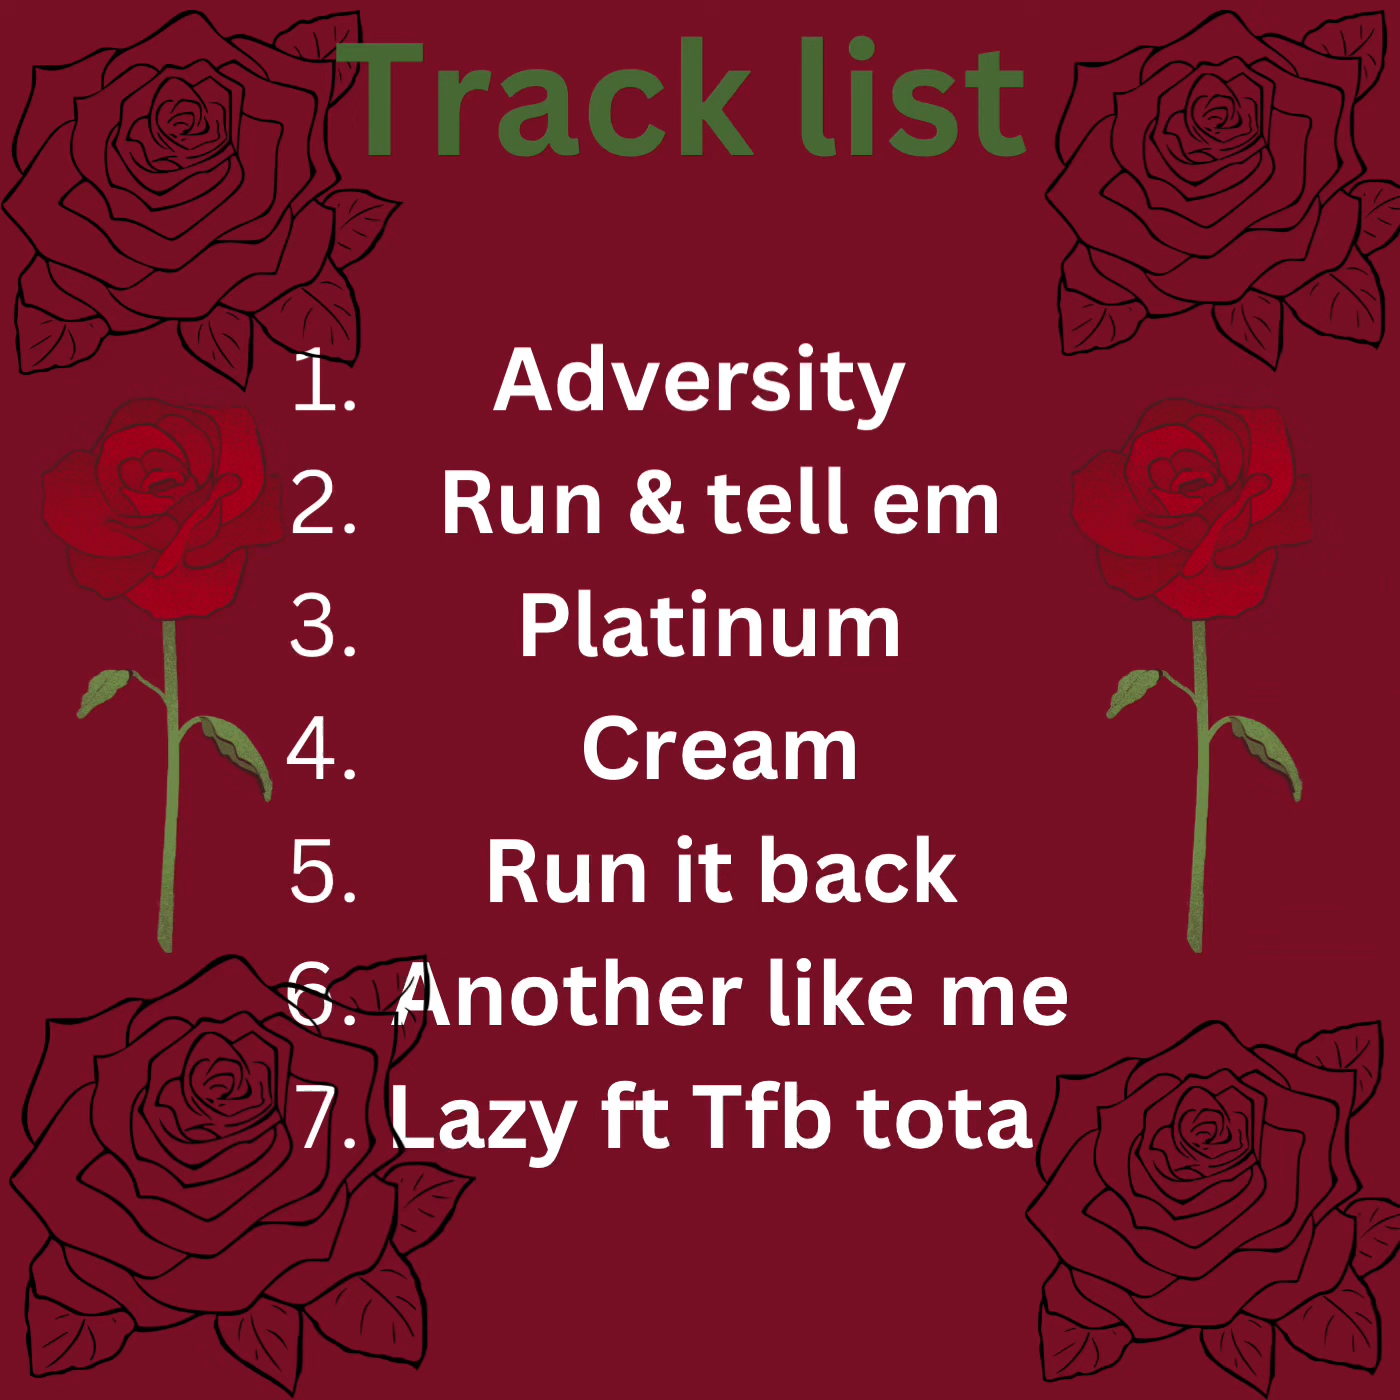 Track list
1. Adversity
2. Run & tell em
3. Platinum
4. Cream
5. Run it back
6. Another like me
7. Lazy ft Tfb tota